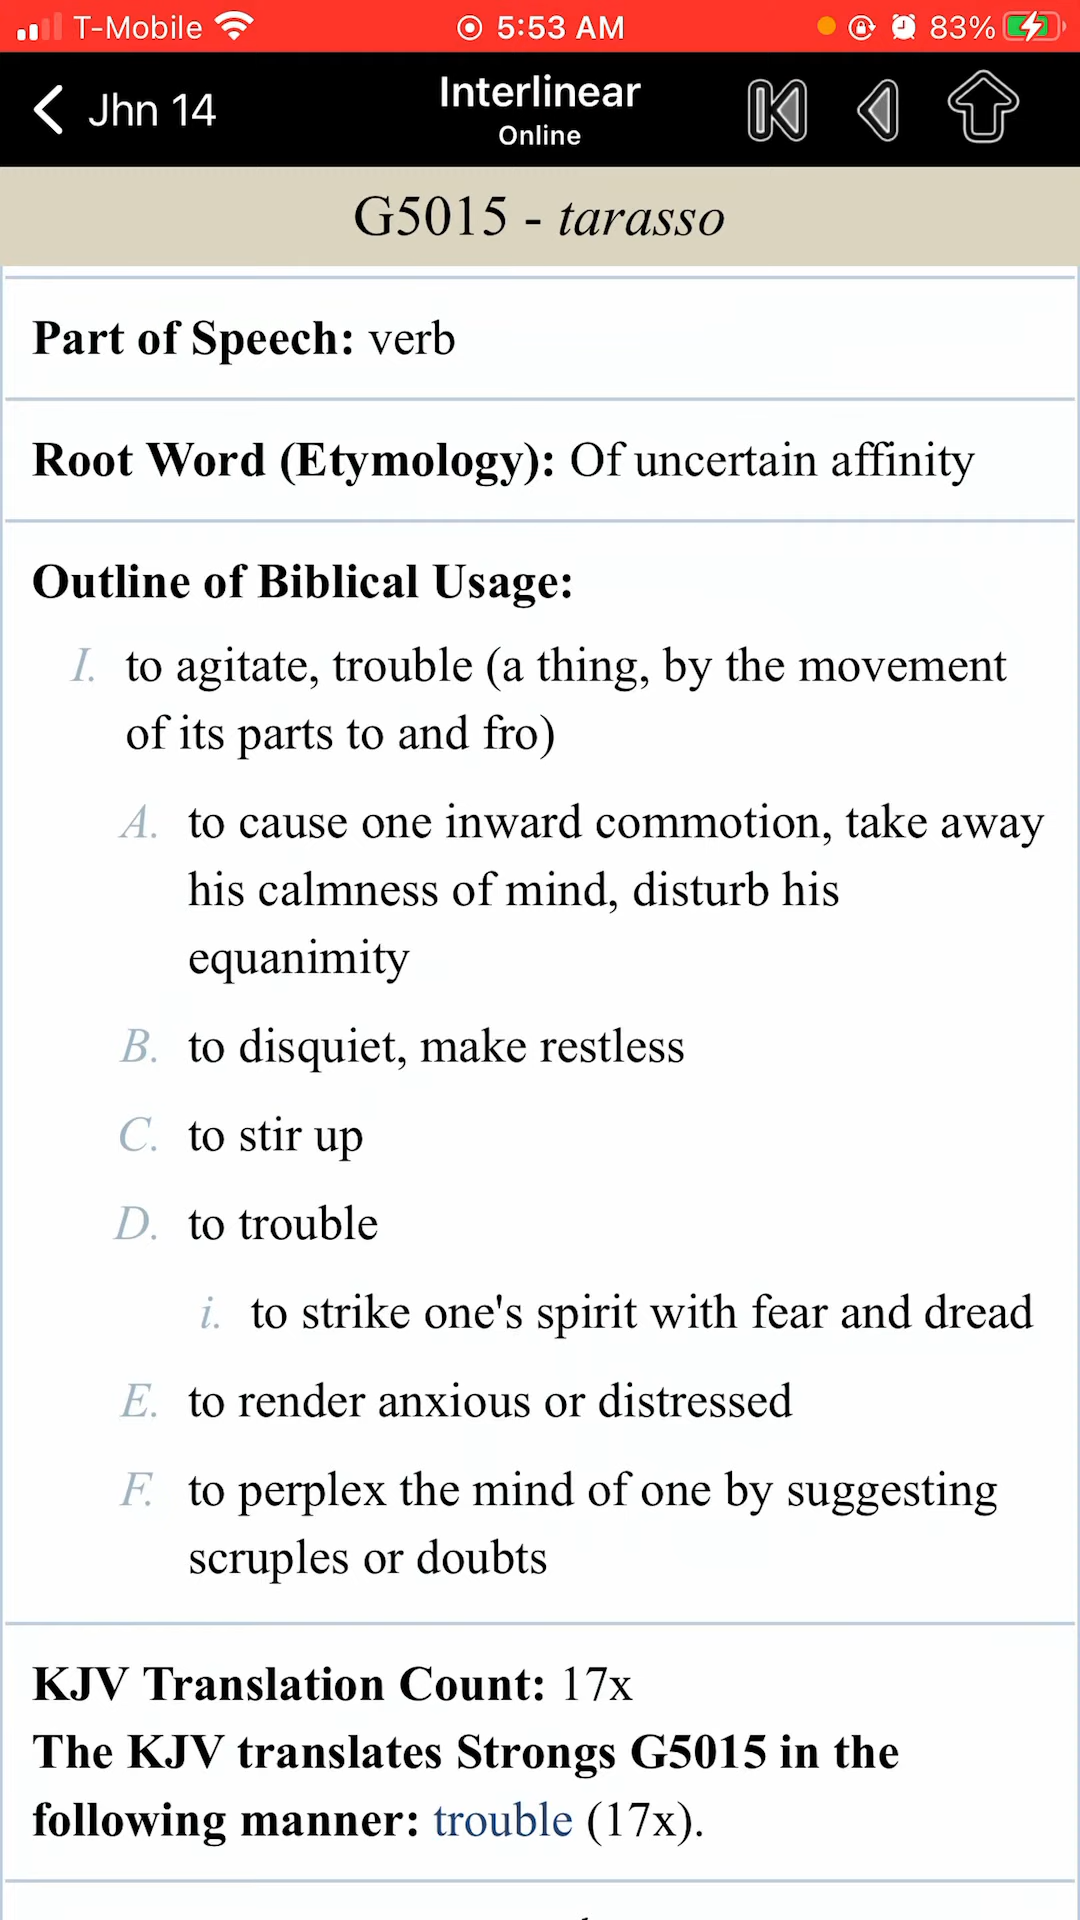 T-Mobile 5:53 AM 83%
Jhn 14 Interlinear
Online
G5015 - tarasso
Part of Speech: verb
Root Word (Etymology): Of uncertain affinity
Outline of Biblical Usage:
I. to agitate, trouble (a thing, by the movement
of its parts to and fro)
A. to cause one inward commotion, take away
his calmness of mind, disturb his
equanimity
B. to disquiet, make restless
C. to stir up
D. to trouble
i. to strike one's spirit with fear and dread
E. to render anxious or distressed
F. to perplex the mind of one by suggesting
scruples or doubts
KJV Translation Count: 17x
The KJV translates Strongs G5015 in the
following manner: trouble (17x).